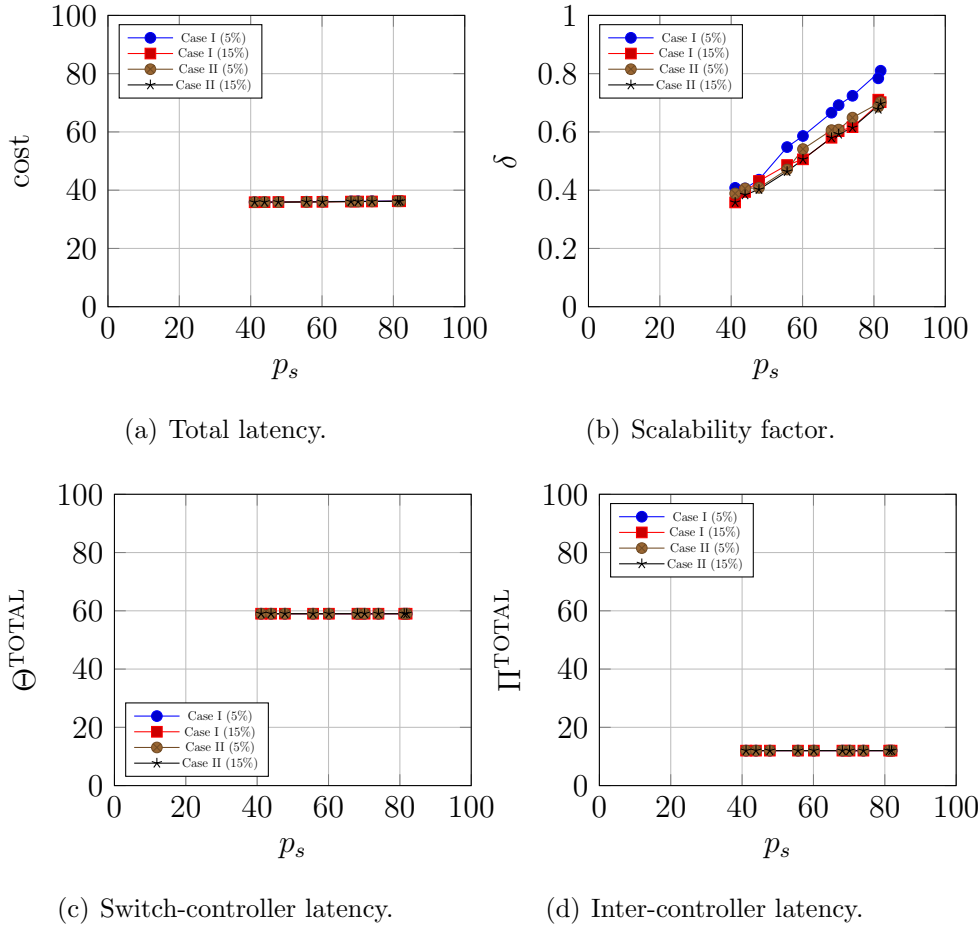 100
80
60
40
20
0
cost
0 20 40 60 80 100
p_s
Case I (5%)
Case I (15%)
Case II (5%)
Case II (15%)
(a) Total latency.
1
0.8
0.6
0.4
0.2
0
δ
0 20 40 60 80 100
p_s
Case I (5%)
Case I (15%)
Case II (5%)
Case II (15%)
(b) Scalability factor.
100
80
60
40
20
0
Θ^TOTAL
0 20 40 60 80 100
p_s
Case I (5%)
Case I (15%)
Case II (5%)
Case II (15%)
(c) Switch-controller latency.
100
80
60
40
20
0
Π^TOTAL
0 20 40 60 80 100
p_s
Case I (5%)
Case I (15%)
Case II (5%)
Case II (15%)
(d) Inter-controller latency.